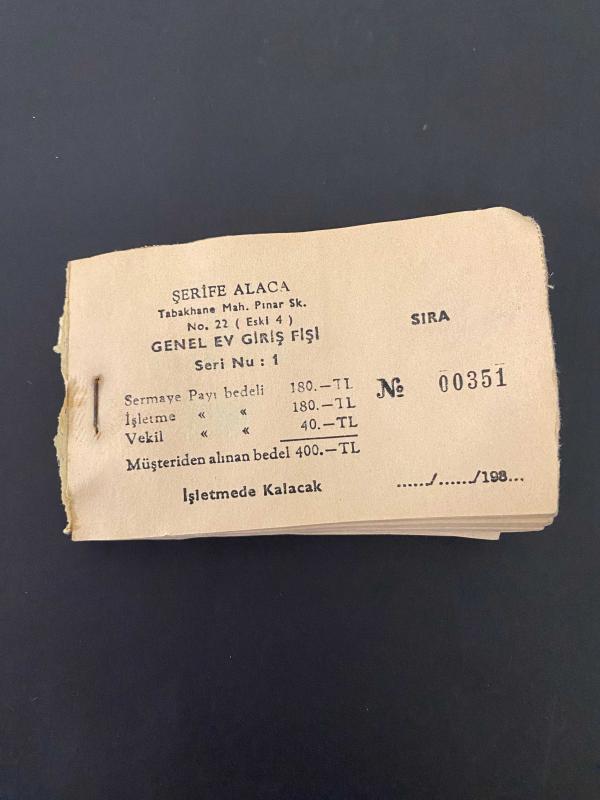 ŞERİFE ALACA
Tabakhane Mah. Pınar Sk.
No. 22 ( Eski 4 )
GENEL EV GİRİŞ FİŞİ
Seri Nu : 1
SIRA
№ 00351
Sermaye Payı bedeli 180.—TL
İşletme « « 180.—TL
Vekil « « 40.—TL
Müşteriden alınan bedel 400.—TL
İşletmede Kalacak
....../....../198...